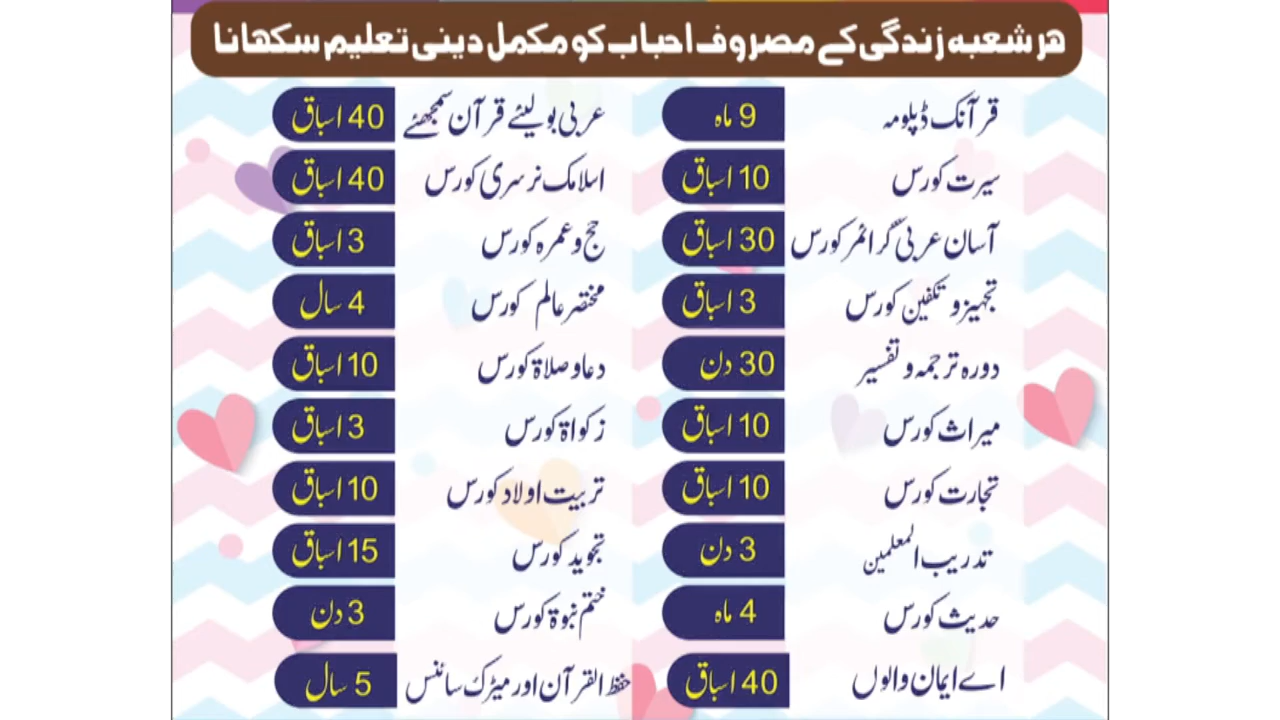 ہر شعبہ زندگی کے مصروف احباب کو مکمل دینی تعلیم سکھانا
قرآنک ڈپلومہ 9 ماہ
عربی بولیئے قرآن سمجھئے 40 اسباق
سیرت کورس 10 اسباق
اسلامک نرسری کورس 40 اسباق
آسان عربی گرائمر کورس 30 اسباق
حج و عمرہ کورس 3 اسباق
تجہیز و تکفین کورس 3 اسباق
مختصر عالم کورس 4 سال
دورہ ترجمہ و تفسیر 30 دن
دعا و صلاۃ کورس 10 اسباق
میراث کورس 10 اسباق
زکواۃ کورس 3 اسباق
تجارت کورس 10 اسباق
تربیت اولاد کورس 10 اسباق
تدریب المعلمین 3 دن
تجوید کورس 15 اسباق
حدیث کورس 4 ماہ
ختم نبوۃ کورس 3 دن
اے ایمان والوں 40 اسباق
حفظ القرآن اور میٹرک سائنس 5 سال